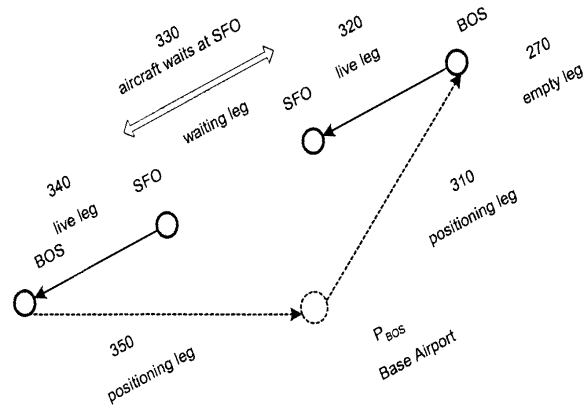 330
aircraft waits at SFO
waiting leg
320
live leg
SFO
BOS
270
empty leg
340
SFO
live leg
BOS
310
positioning leg
350
positioning leg
P_BOS
Base Airport